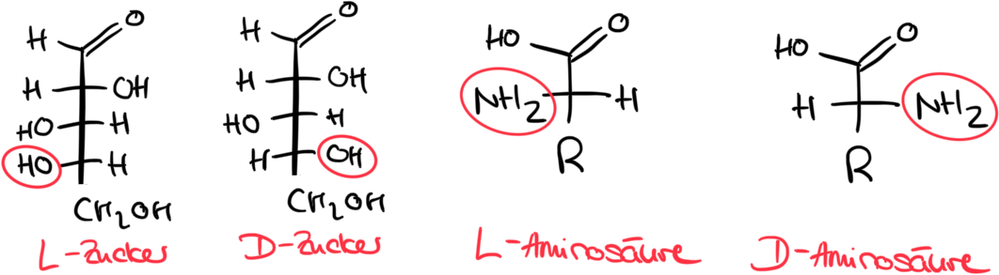 H O
H OH
HO H
HO H
CH2OH
L-Zucker
H O
H OH
HO H
H OH
CH2OH
D-Zucker
HO O
NH2 H
R
L-Aminosäure
HO O
H NH2
R
D-Aminosäure